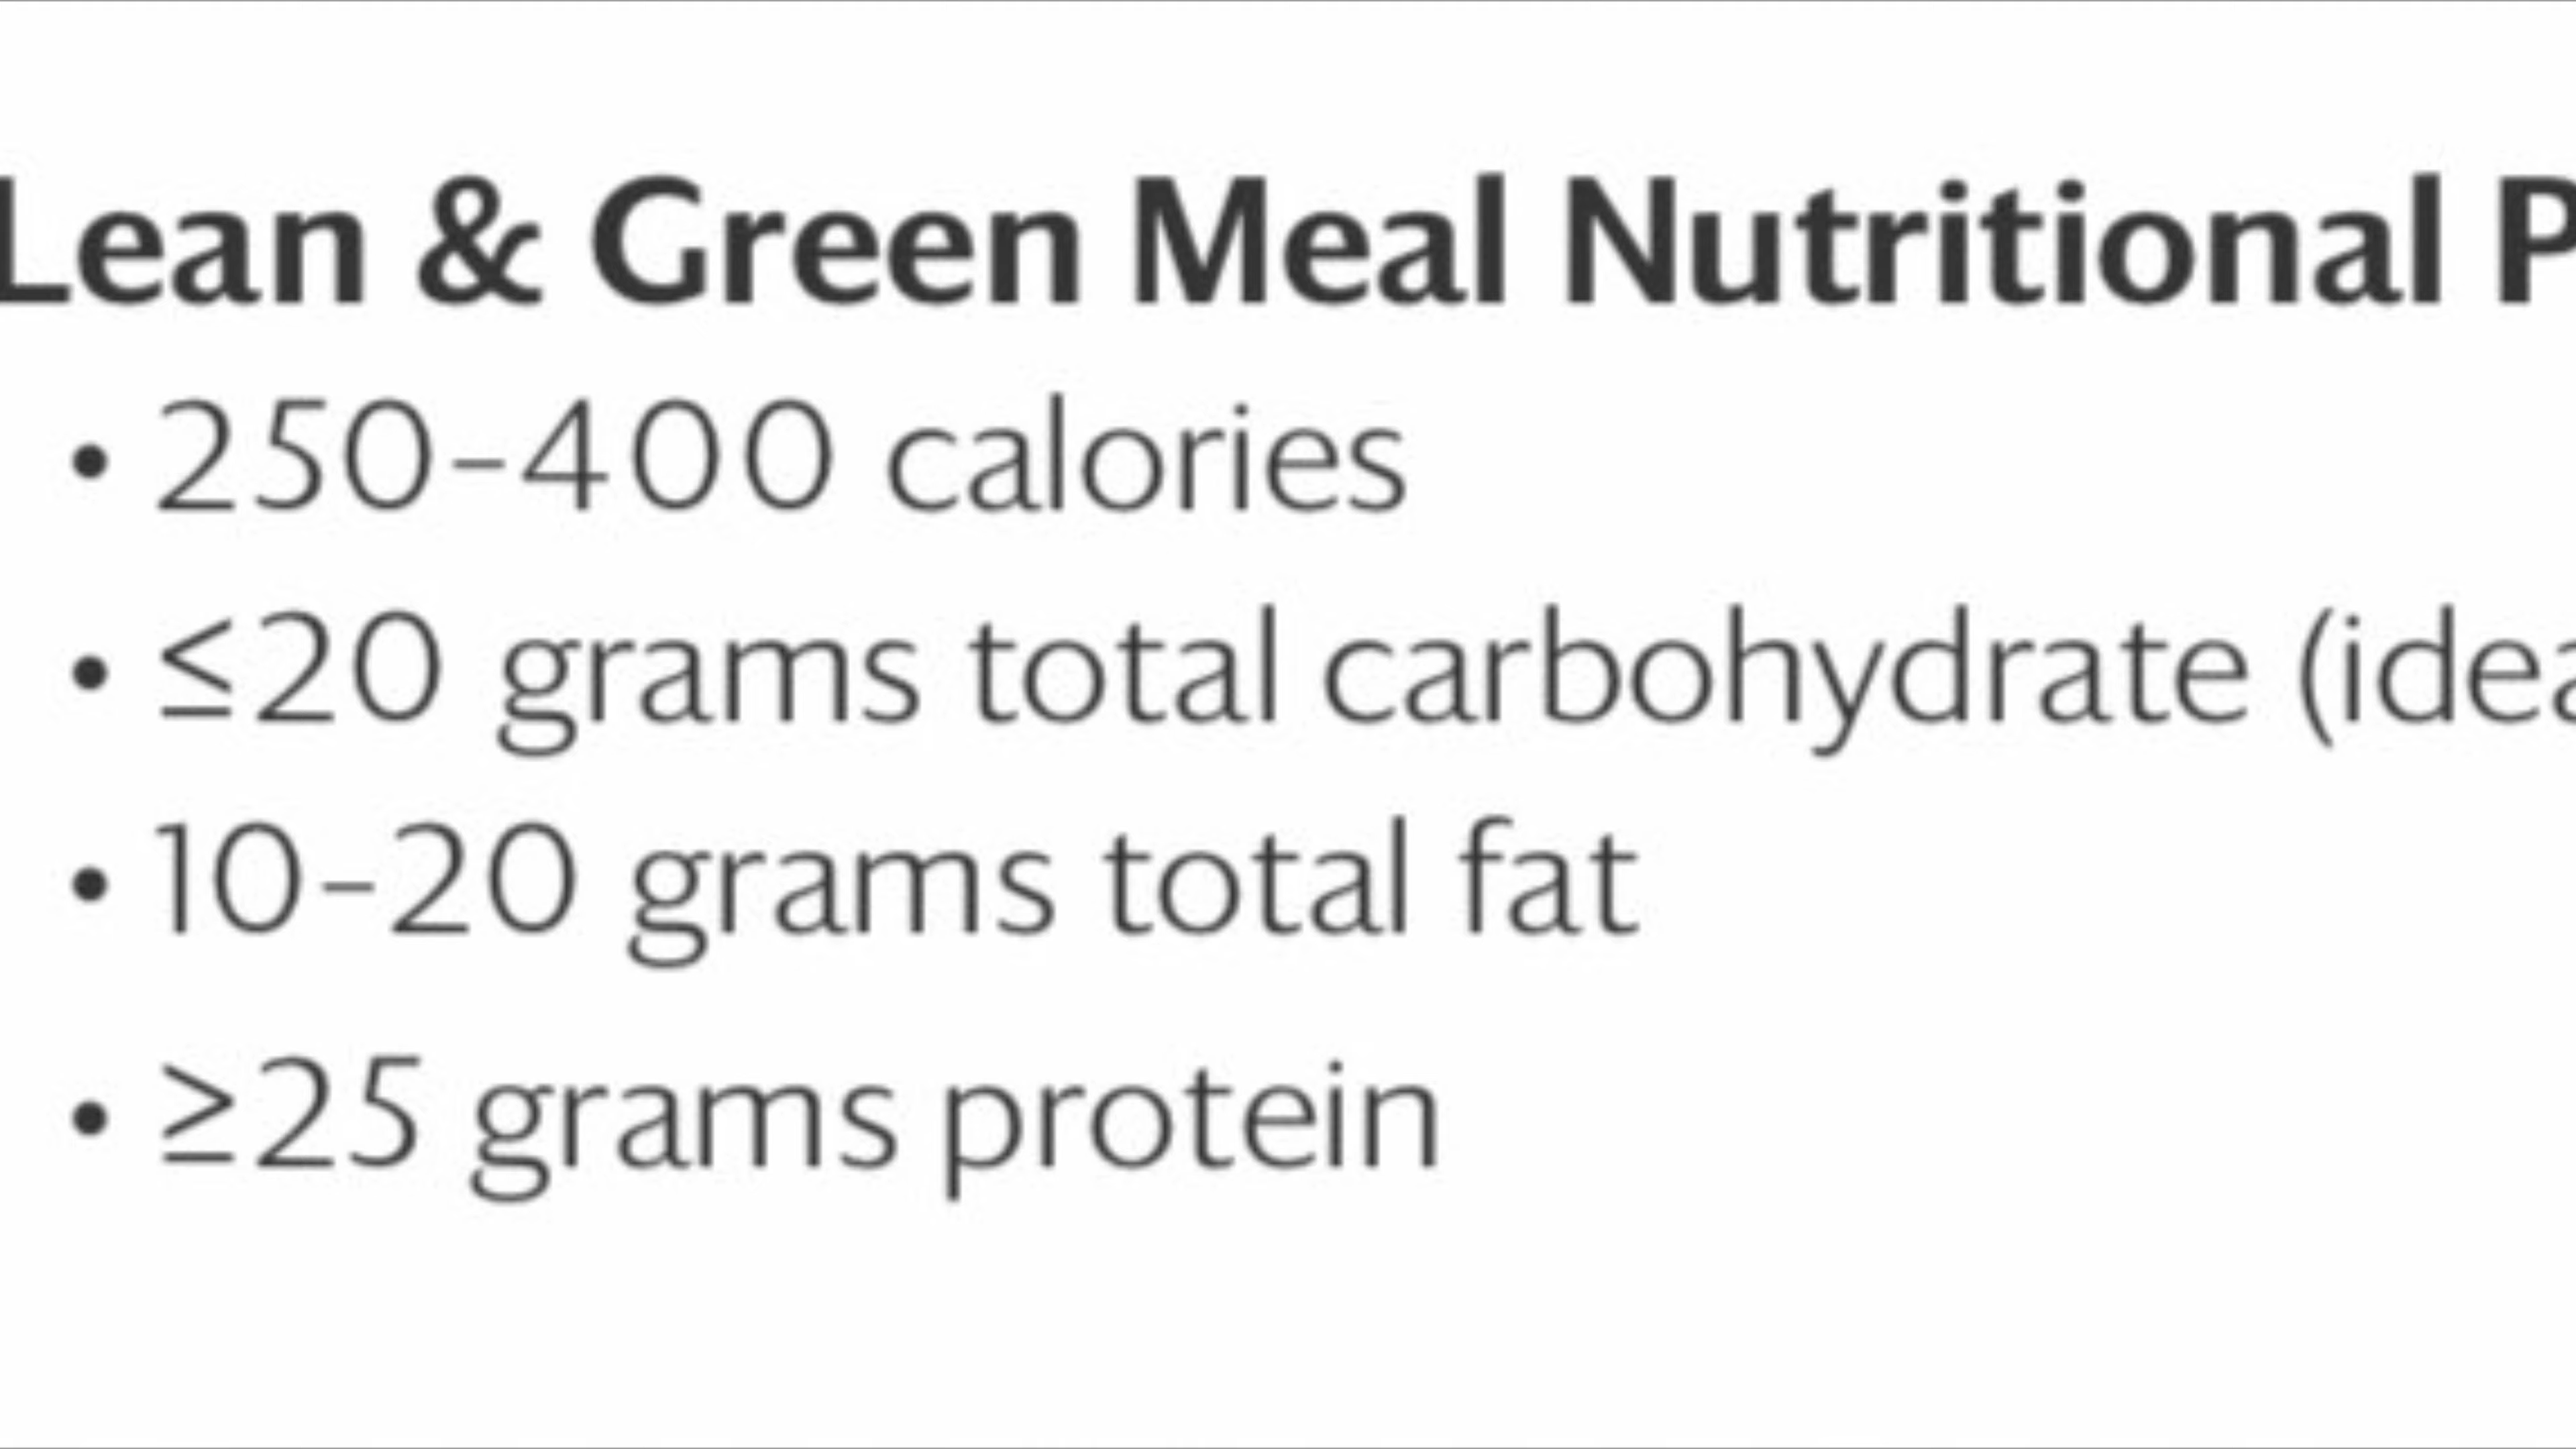 Lean & Green Meal Nutritional P
• 250–400 calories
• ≤20 grams total carbohydrate (idea
• 10–20 grams total fat
• ≥25 grams protein